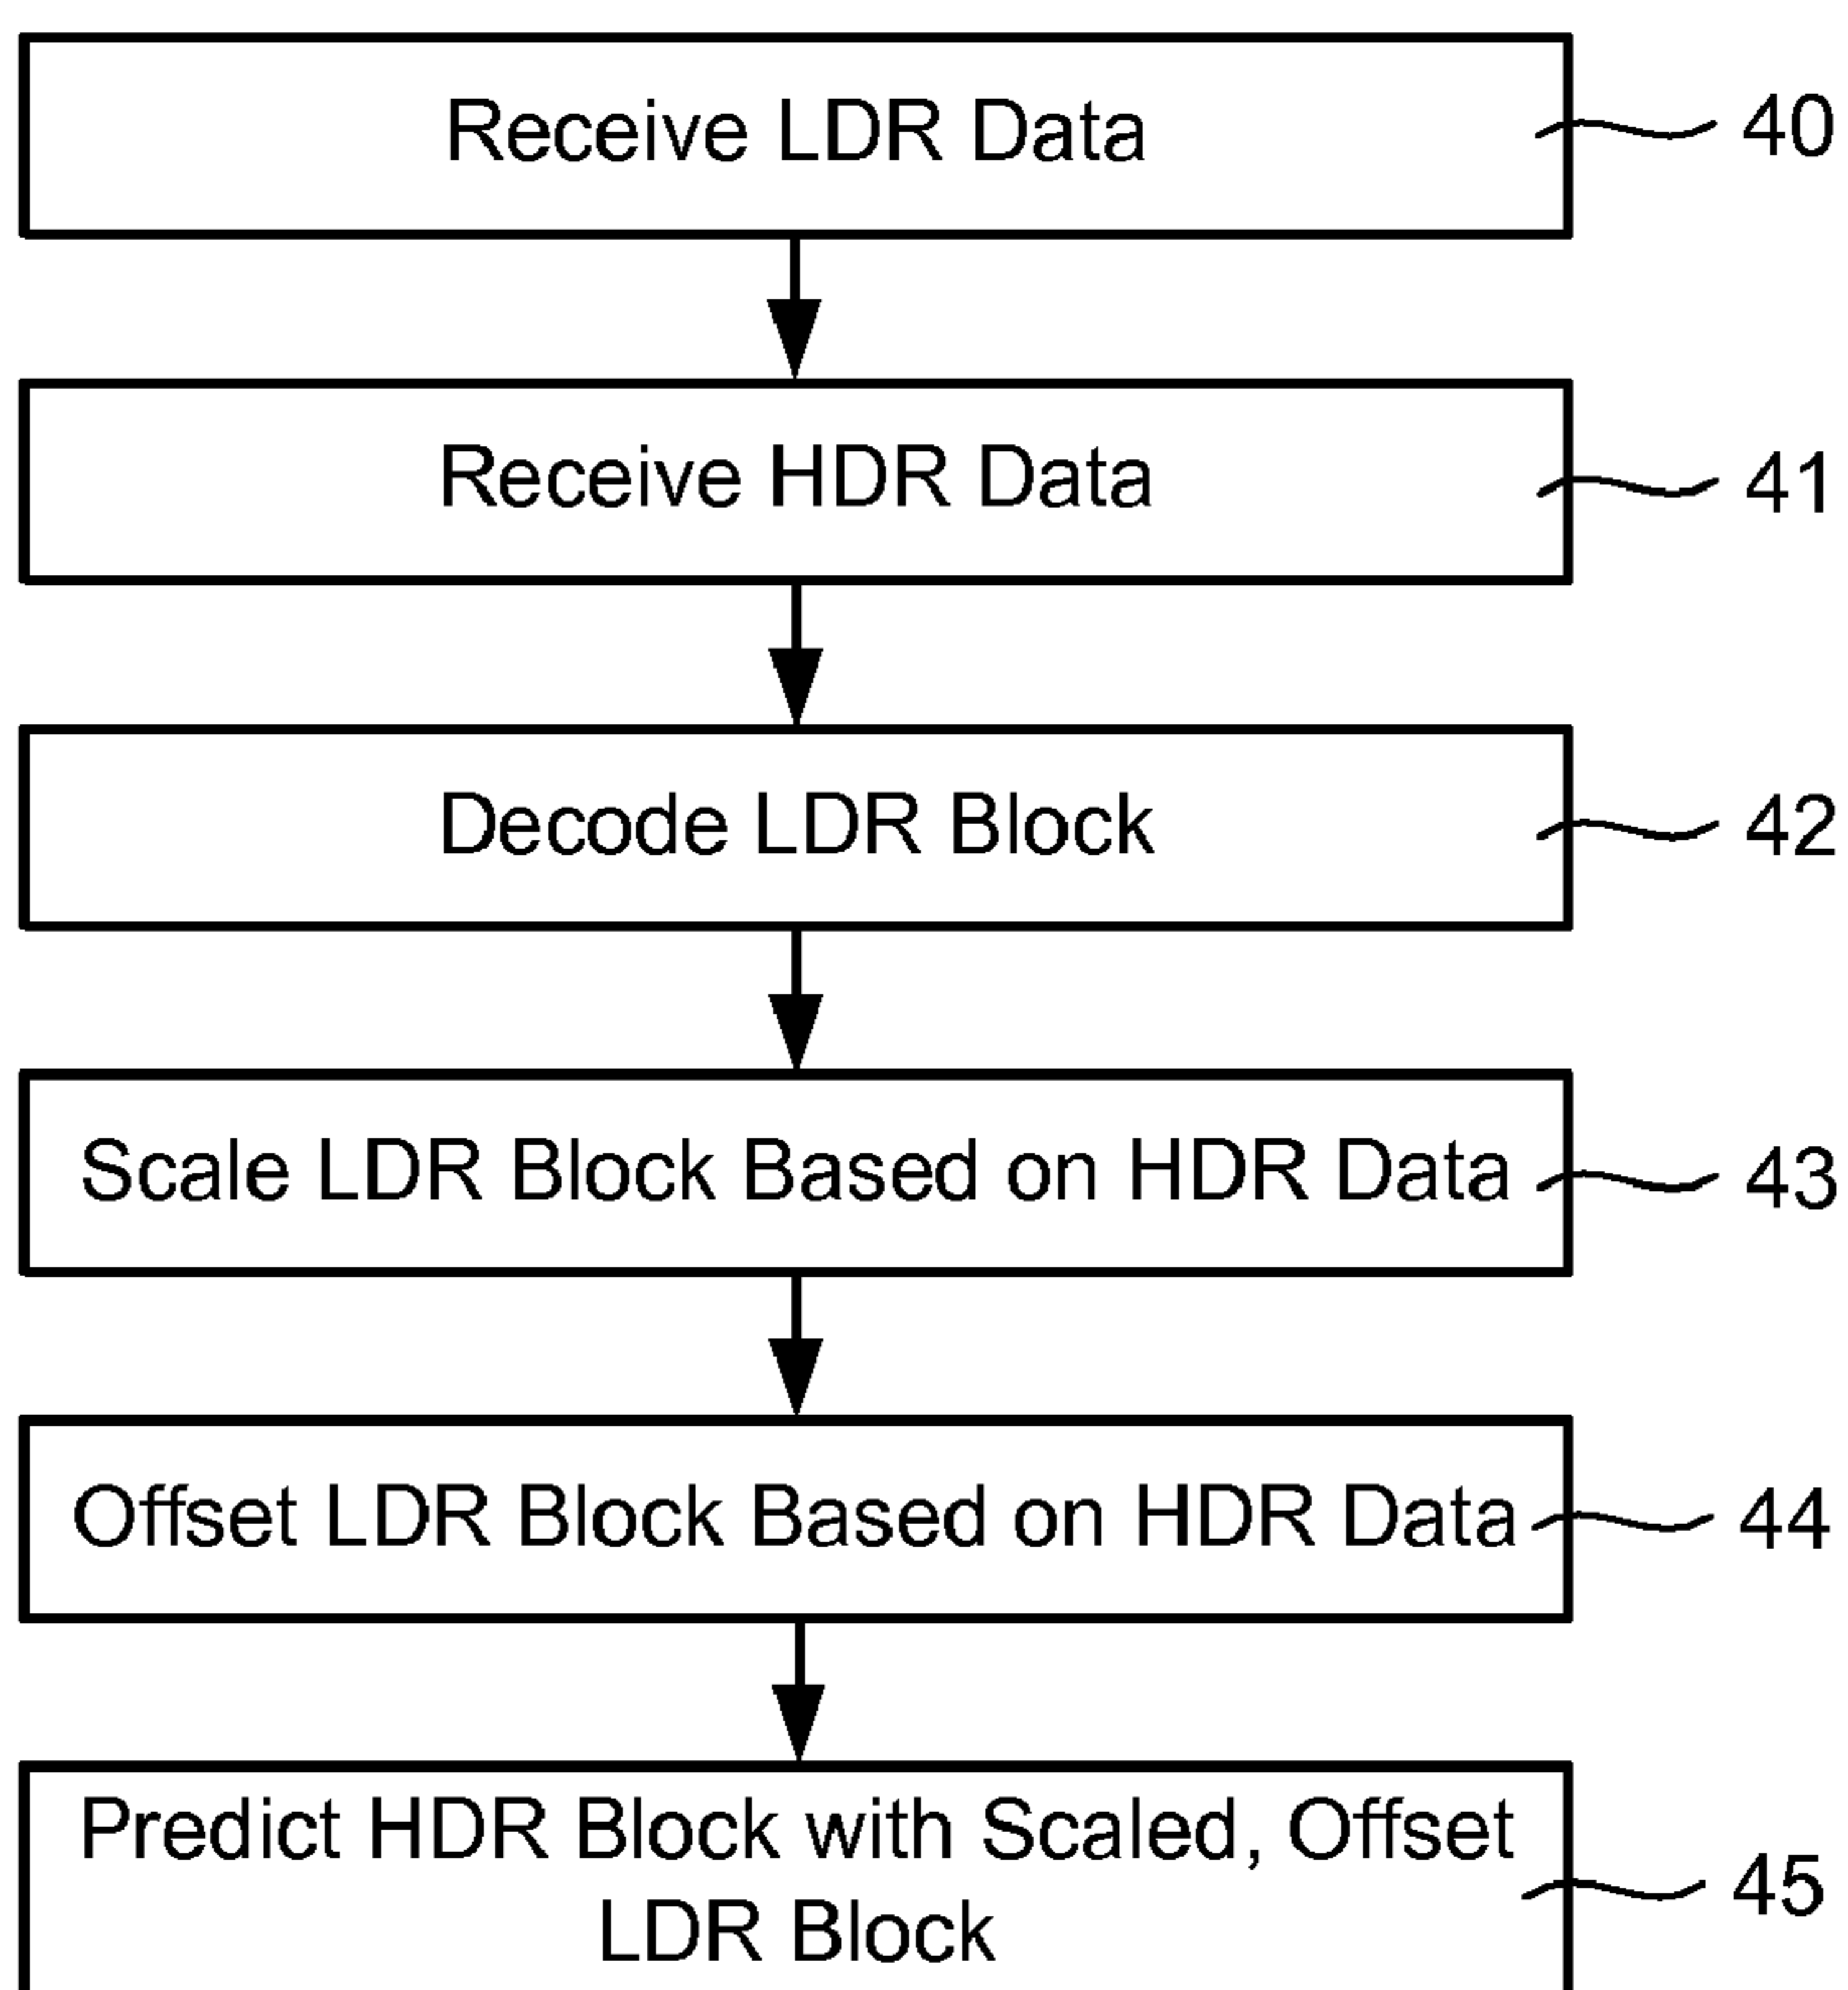 Receive LDR Data
40
Receive HDR Data
41
Decode LDR Block
42
Scale LDR Block Based on HDR Data
43
Offset LDR Block Based on HDR Data
44
Predict HDR Block with Scaled, Offset
LDR Block
45